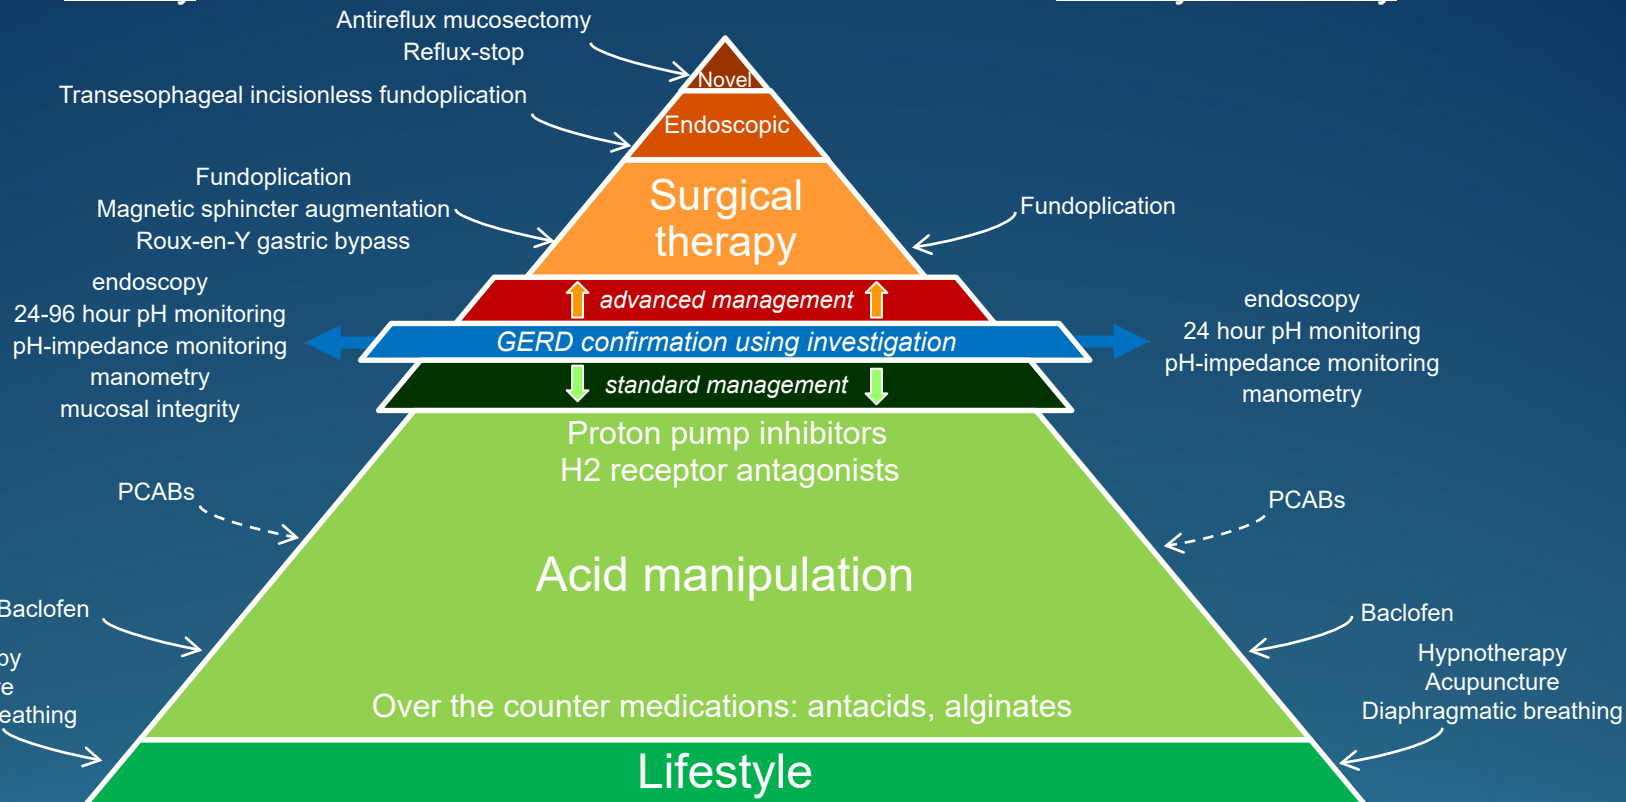 Antireflux mucosectomy
Reflux-stop
Novel
Transesophageal incisionless fundoplication
Endoscopic
Fundoplication
Magnetic sphincter augmentation
Roux-en-Y gastric bypass
Surgical
therapy
Fundoplication
endoscopy
24-96 hour pH monitoring
pH-impedance monitoring
manometry
mucosal integrity
advanced management
GERD confirmation using investigation
standard management
endoscopy
24 hour pH monitoring
pH-impedance monitoring
manometry
Proton pump inhibitors
H2 receptor antagonists
PCABs
PCABs
Acid manipulation
Baclofen
Baclofen
py
re
eathing
Hypnotherapy
Acupuncture
Diaphragmatic breathing
Over the counter medications: antacids, alginates
Lifestyle